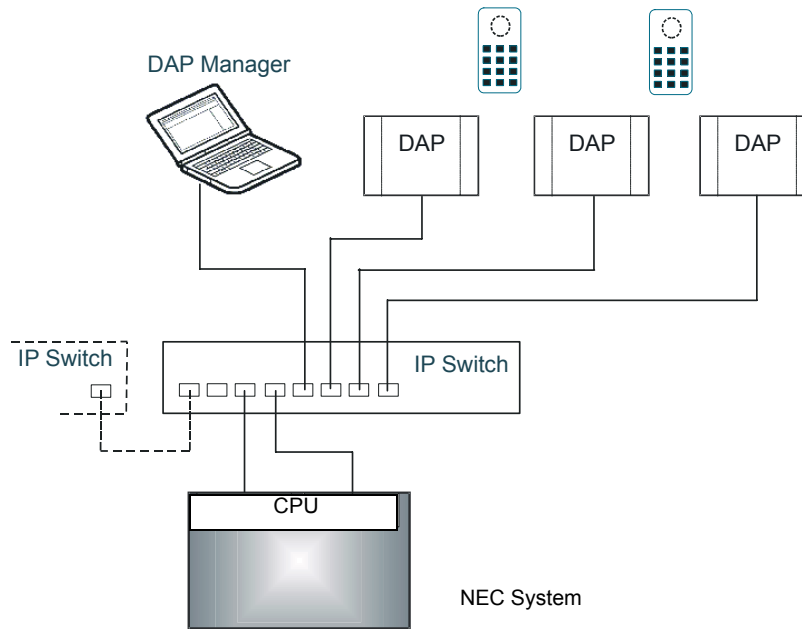 DAP Manager
DAP
DAP
DAP
IP Switch
IP Switch
CPU
NEC System